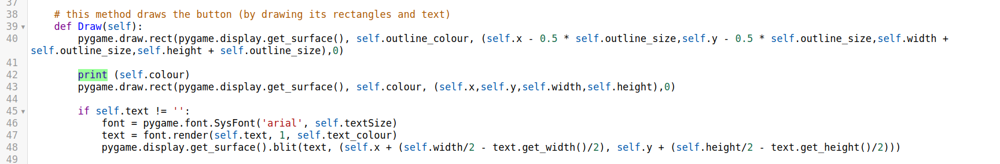 37
38 # this method draws the button (by drawing its rectangles and text)
39 def Draw(self):
40 pygame.draw.rect(pygame.display.get_surface(), self.outline_colour, (self.x - 0.5 * self.outline_size,self.y - 0.5 * self.outline_size,self.width +
self.outline_size,self.height + self.outline_size),0)
41
42 print (self.colour)
43 pygame.draw.rect(pygame.display.get_surface(), self.colour, (self.x,self.y,self.width,self.height),0)
44
45 if self.text != '':
46 font = pygame.font.SysFont('arial', self.textSize)
47 text = font.render(self.text, 1, self.text_colour)
48 pygame.display.get_surface().blit(text, (self.x + (self.width/2 - text.get_width()/2), self.y + (self.height/2 - text.get_height()/2)))
49